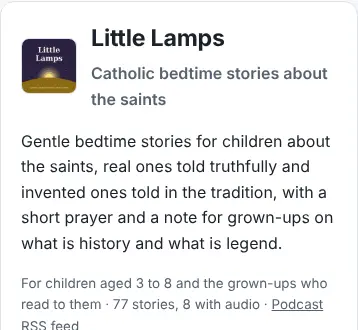 Little Lamps
Little
Lamps
Catholic bedtime stories about
the saints
Gentle bedtime stories for children about
the saints, real ones told truthfully and
invented ones told in the tradition, with a
short prayer and a note for grown-ups on
what is history and what is legend.
For children aged 3 to 8 and the grown-ups who
read to them · 77 stories, 8 with audio · Podcast
RSS feed